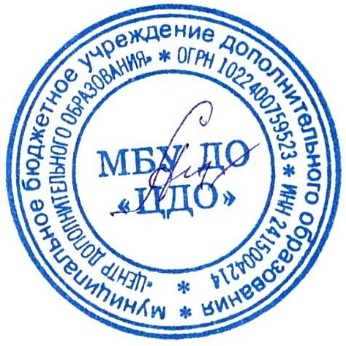 муниципальное бюджетное учреждение дополнительного образования *
«ЦЕНТР ДОПОЛНИТЕЛЬНОГО ОБРАЗОВАНИЯ» * ОГРН 1022400759523 * ИНН 2415004214 *
МБУ ДО
«ЦДО»